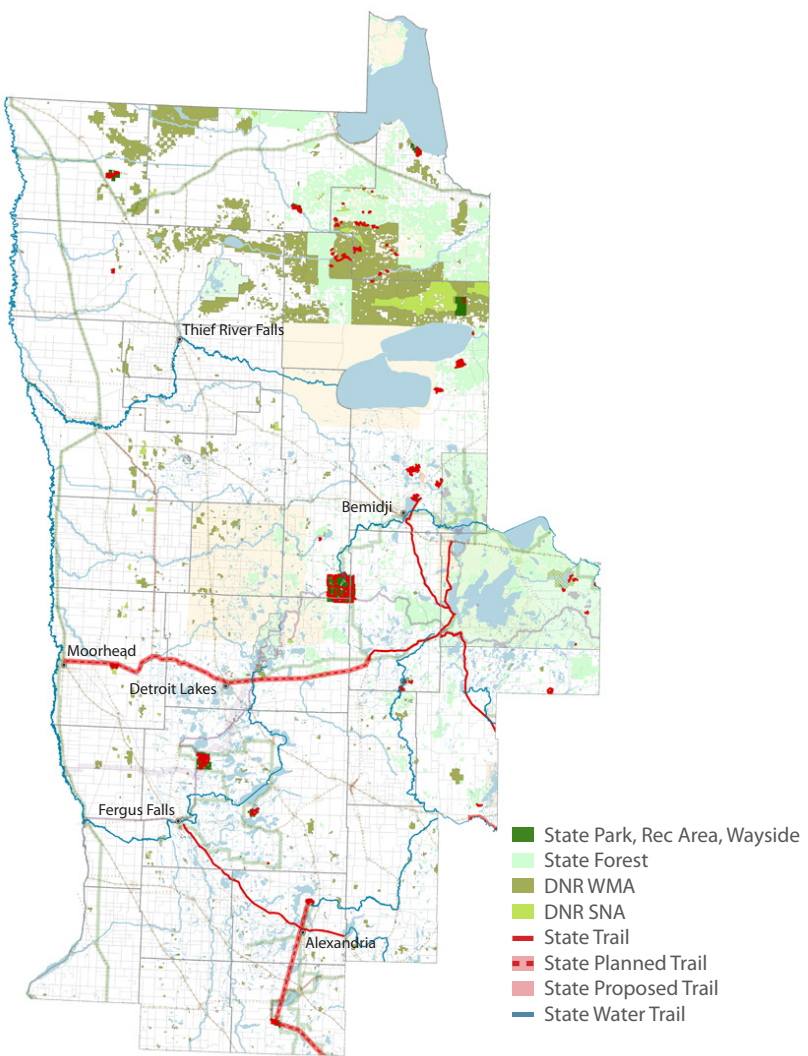 Thief River Falls
Bemidji
Moorhead
Detroit Lakes
Fergus Falls
Alexandria
State Park, Rec Area, Wayside
State Forest
DNR WMA
DNR SNA
State Trail
State Planned Trail
State Proposed Trail
State Water Trail